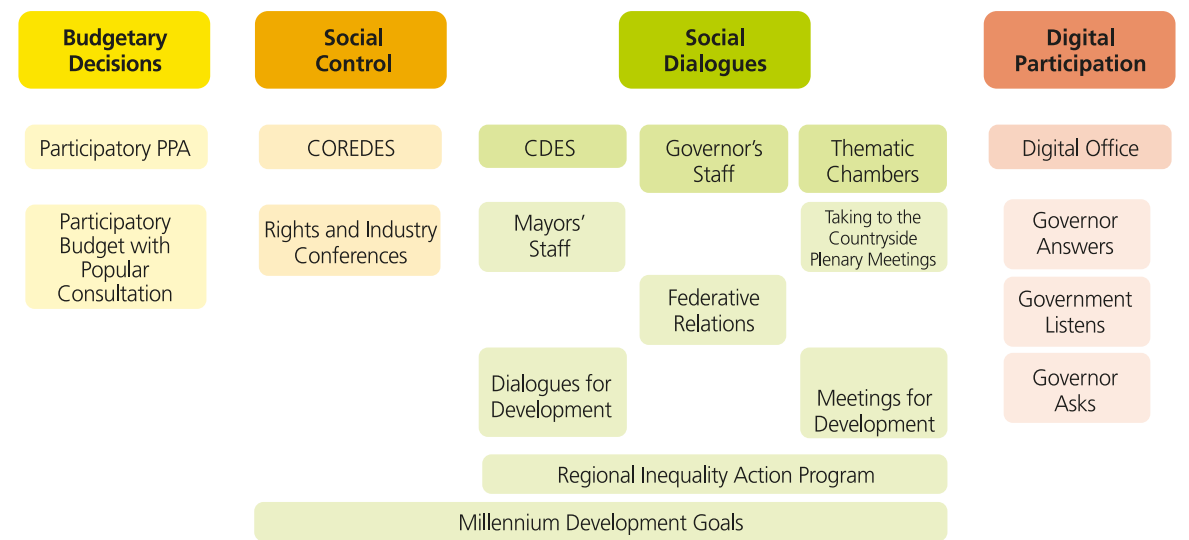 Budgetary
Decisions
Social
Control
Social
Dialogues
Digital
Participation
Participatory PPA
COREDES
CDES
Governor’s
Staff
Thematic
Chambers
Digital Office
Participatory
Budget with
Popular
Consultation
Rights and Industry
Conferences
Mayors’
Staff
Taking to the
Countryside
Plenary Meetings
Governor
Answers
Federative
Relations
Government
Listens
Dialogues for
Development
Meetings for
Development
Governor
Asks
Regional Inequality Action Program
Millennium Development Goals